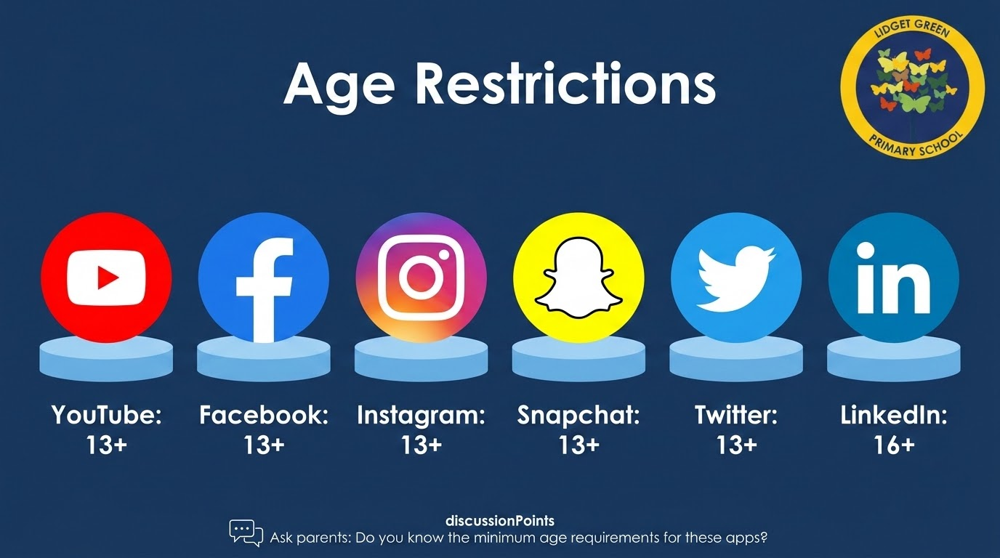 Age Restrictions
LIDGET GREEN
PRIMARY SCHOOL
in
YouTube:
13+
Facebook:
13+
Instagram:
13+
Snapchat:
13+
Twitter:
13+
LinkedIn:
16+
discussionPoints
Ask parents: Do you know the minimum age requirements for these apps?